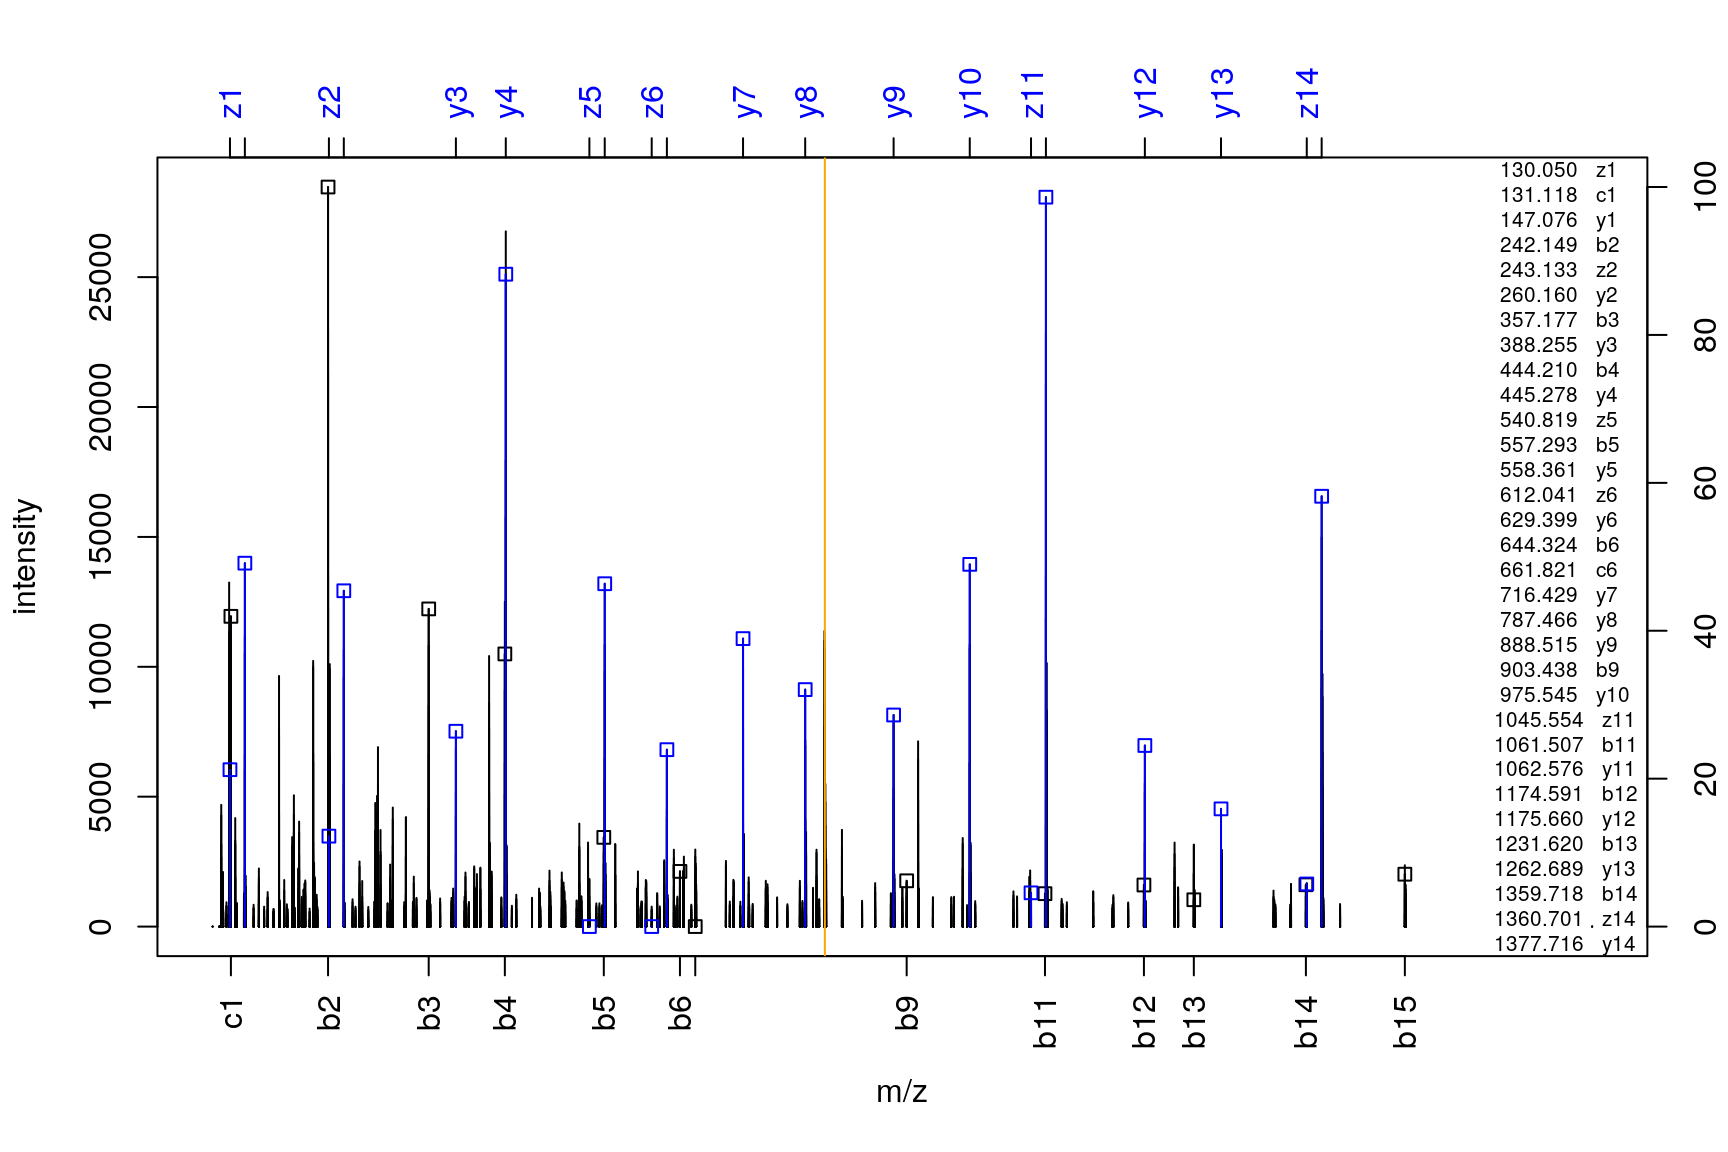 z1 z2 y3 y4 z5 z6 y7 y8 y9 y10 z11 y12 y13 z14
130.050 z1
131.118 c1
147.076 y1
242.149 b2
243.133 z2
260.160 y2
357.177 b3
388.255 y3
444.210 b4
445.278 y4
540.819 z5
557.293 b5
558.361 y5
612.041 z6
629.399 y6
644.324 b6
661.821 c6
716.429 y7
787.466 y8
888.515 y9
903.438 b9
975.545 y10
1045.554 z11
1061.507 b11
1062.576 y11
1174.591 b12
1175.660 y12
1231.620 b13
1262.689 y13
1359.718 b14
1360.701 . z14
1377.716 y14
intensity
25000
20000
15000
10000
5000
0
100
80
60
40
20
0
c1 b2 b3 b4 b5 b6 b9 b11 b12 b13 b14 b15
m/z